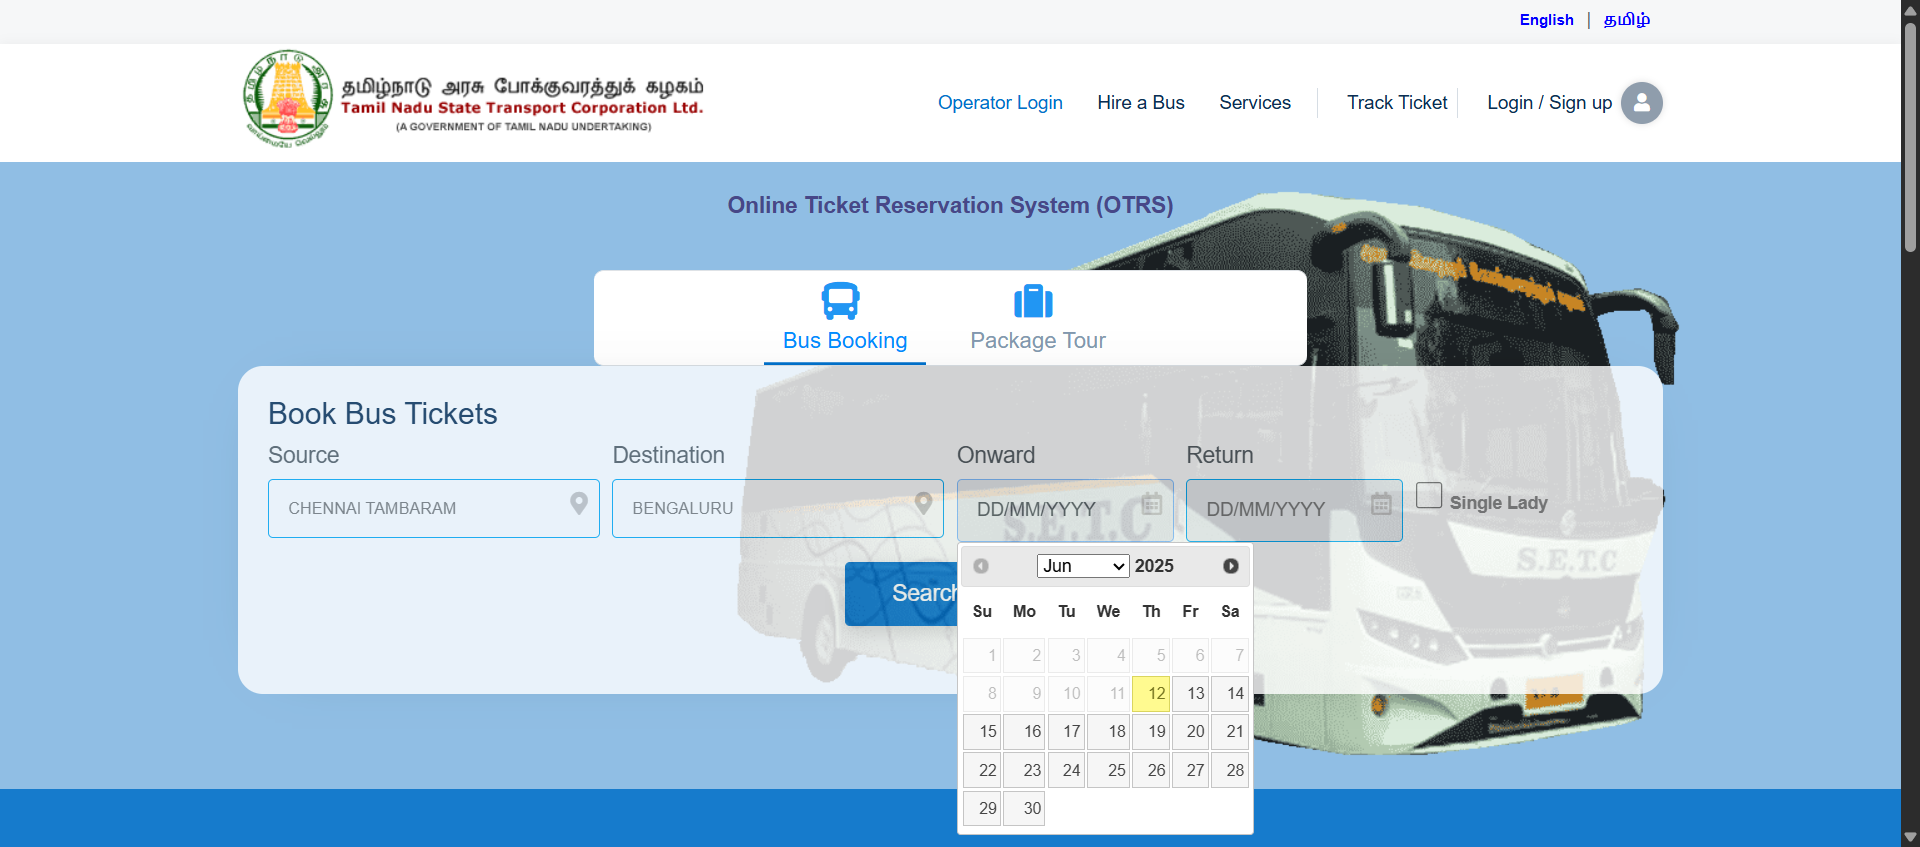 English | தமிழ்
தமிழ்நாடு அரசு போக்குவரத்துக் கழகம்
Tamil Nadu State Transport Corporation Ltd.
(A GOVERNMENT OF TAMIL NADU UNDERTAKING)
Operator Login Hire a Bus Services Track Ticket Login / Sign up
Online Ticket Reservation System (OTRS)
Bus Booking Package Tour
Book Bus Tickets
Source Destination Onward Return
CHENNAI TAMBARAM BENGALURU DD/MM/YYYY DD/MM/YYYY Single Lady
S.E.T.C
S.E.T.C
Search
Jun 2025
Su Mo Tu We Th Fr Sa
1 2 3 4 5 6 7
8 9 10 11 12 13 14
15 16 17 18 19 20 21
22 23 24 25 26 27 28
29 30